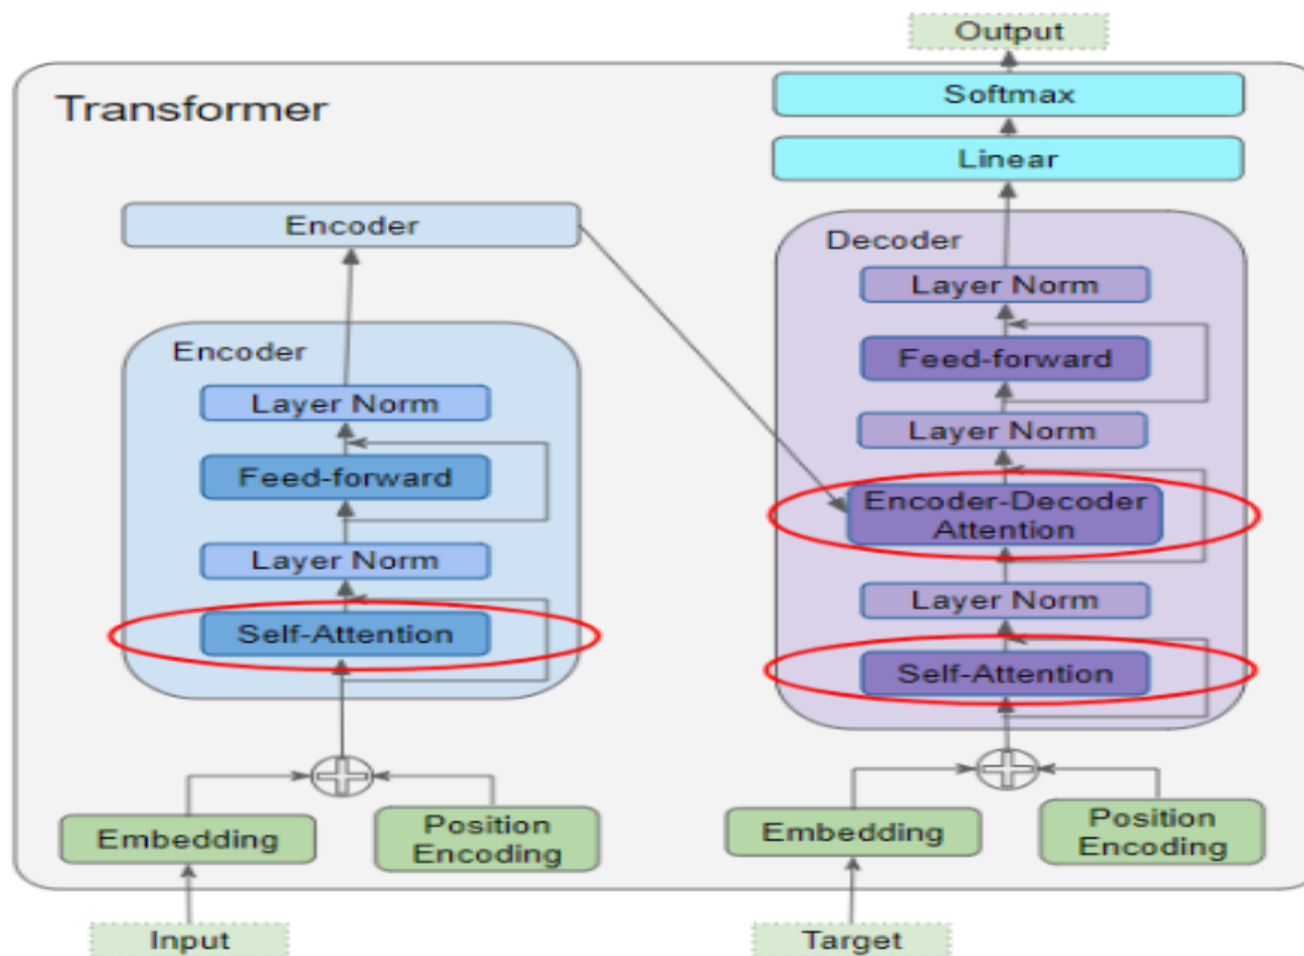 Output
Transformer
Softmax
Linear
Encoder
Encoder
Layer Norm
Feed-forward
Layer Norm
Self-Attention
Decoder
Layer Norm
Feed-forward
Layer Norm
Encoder-Decoder
Attention
Layer Norm
Self-Attention
Embedding
Position
Encoding
Embedding
Position
Encoding
Input
Target